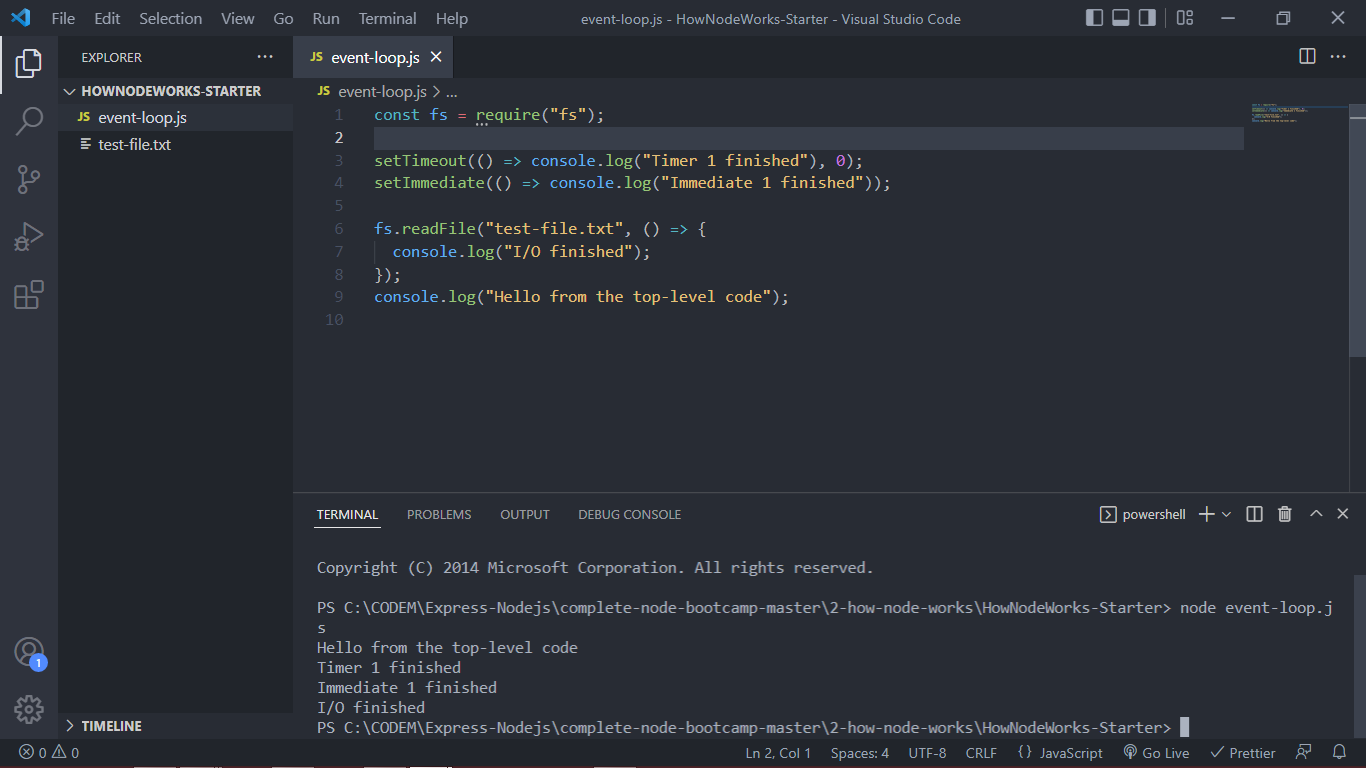 File Edit Selection View Go Run Terminal Help event-loop.js - HowNodeWorks-Starter - Visual Studio Code
EXPLORER
HOWNODEWORKS-STARTER
JS event-loop.js
test-file.txt
TIMELINE
JS event-loop.js
JS event-loop.js > ...
1 const fs = require("fs");
2
3 setTimeout(() => console.log("Timer 1 finished"), 0);
4 setImmediate(() => console.log("Immediate 1 finished"));
5
6 fs.readFile("test-file.txt", () => {
7 console.log("I/O finished");
8 });
9 console.log("Hello from the top-level code");
10
TERMINAL PROBLEMS OUTPUT DEBUG CONSOLE powershell
Copyright (C) 2014 Microsoft Corporation. All rights reserved.
PS C:\CODEM\Express-Nodejs\complete-node-bootcamp-master\2-how-node-works\HowNodeWorks-Starter> node event-loop.j
s
Hello from the top-level code
Timer 1 finished
Immediate 1 finished
I/O finished
PS C:\CODEM\Express-Nodejs\complete-node-bootcamp-master\2-how-node-works\HowNodeWorks-Starter>
1
0 0 Ln 2, Col 1 Spaces: 4 UTF-8 CRLF {} JavaScript Go Live Prettier